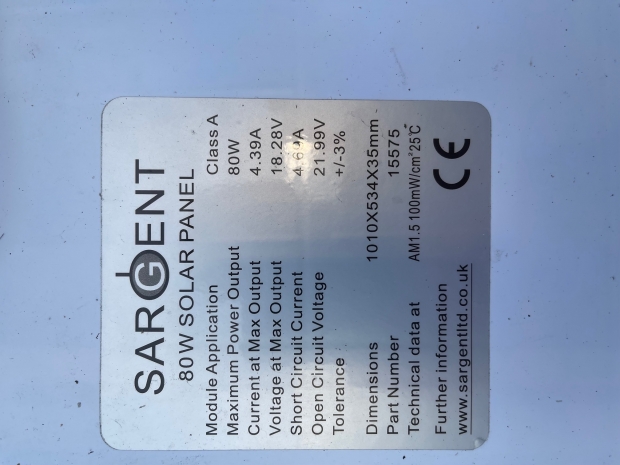 SARGENT
80W SOLAR PANEL
Module Application Class A
Maximum Power Output 80W
Current at Max Output 4.39A
Voltage at Max Output 18.28V
Short Circuit Current
Open Circuit Voltage 21.99V
Tolerance +/-3%
Dimensions 1010X534X35mm
Part Number 15575
Technical data at AM1.5 100mW/cm²25℃
Further information
www.sargentltd.co.uk
CE